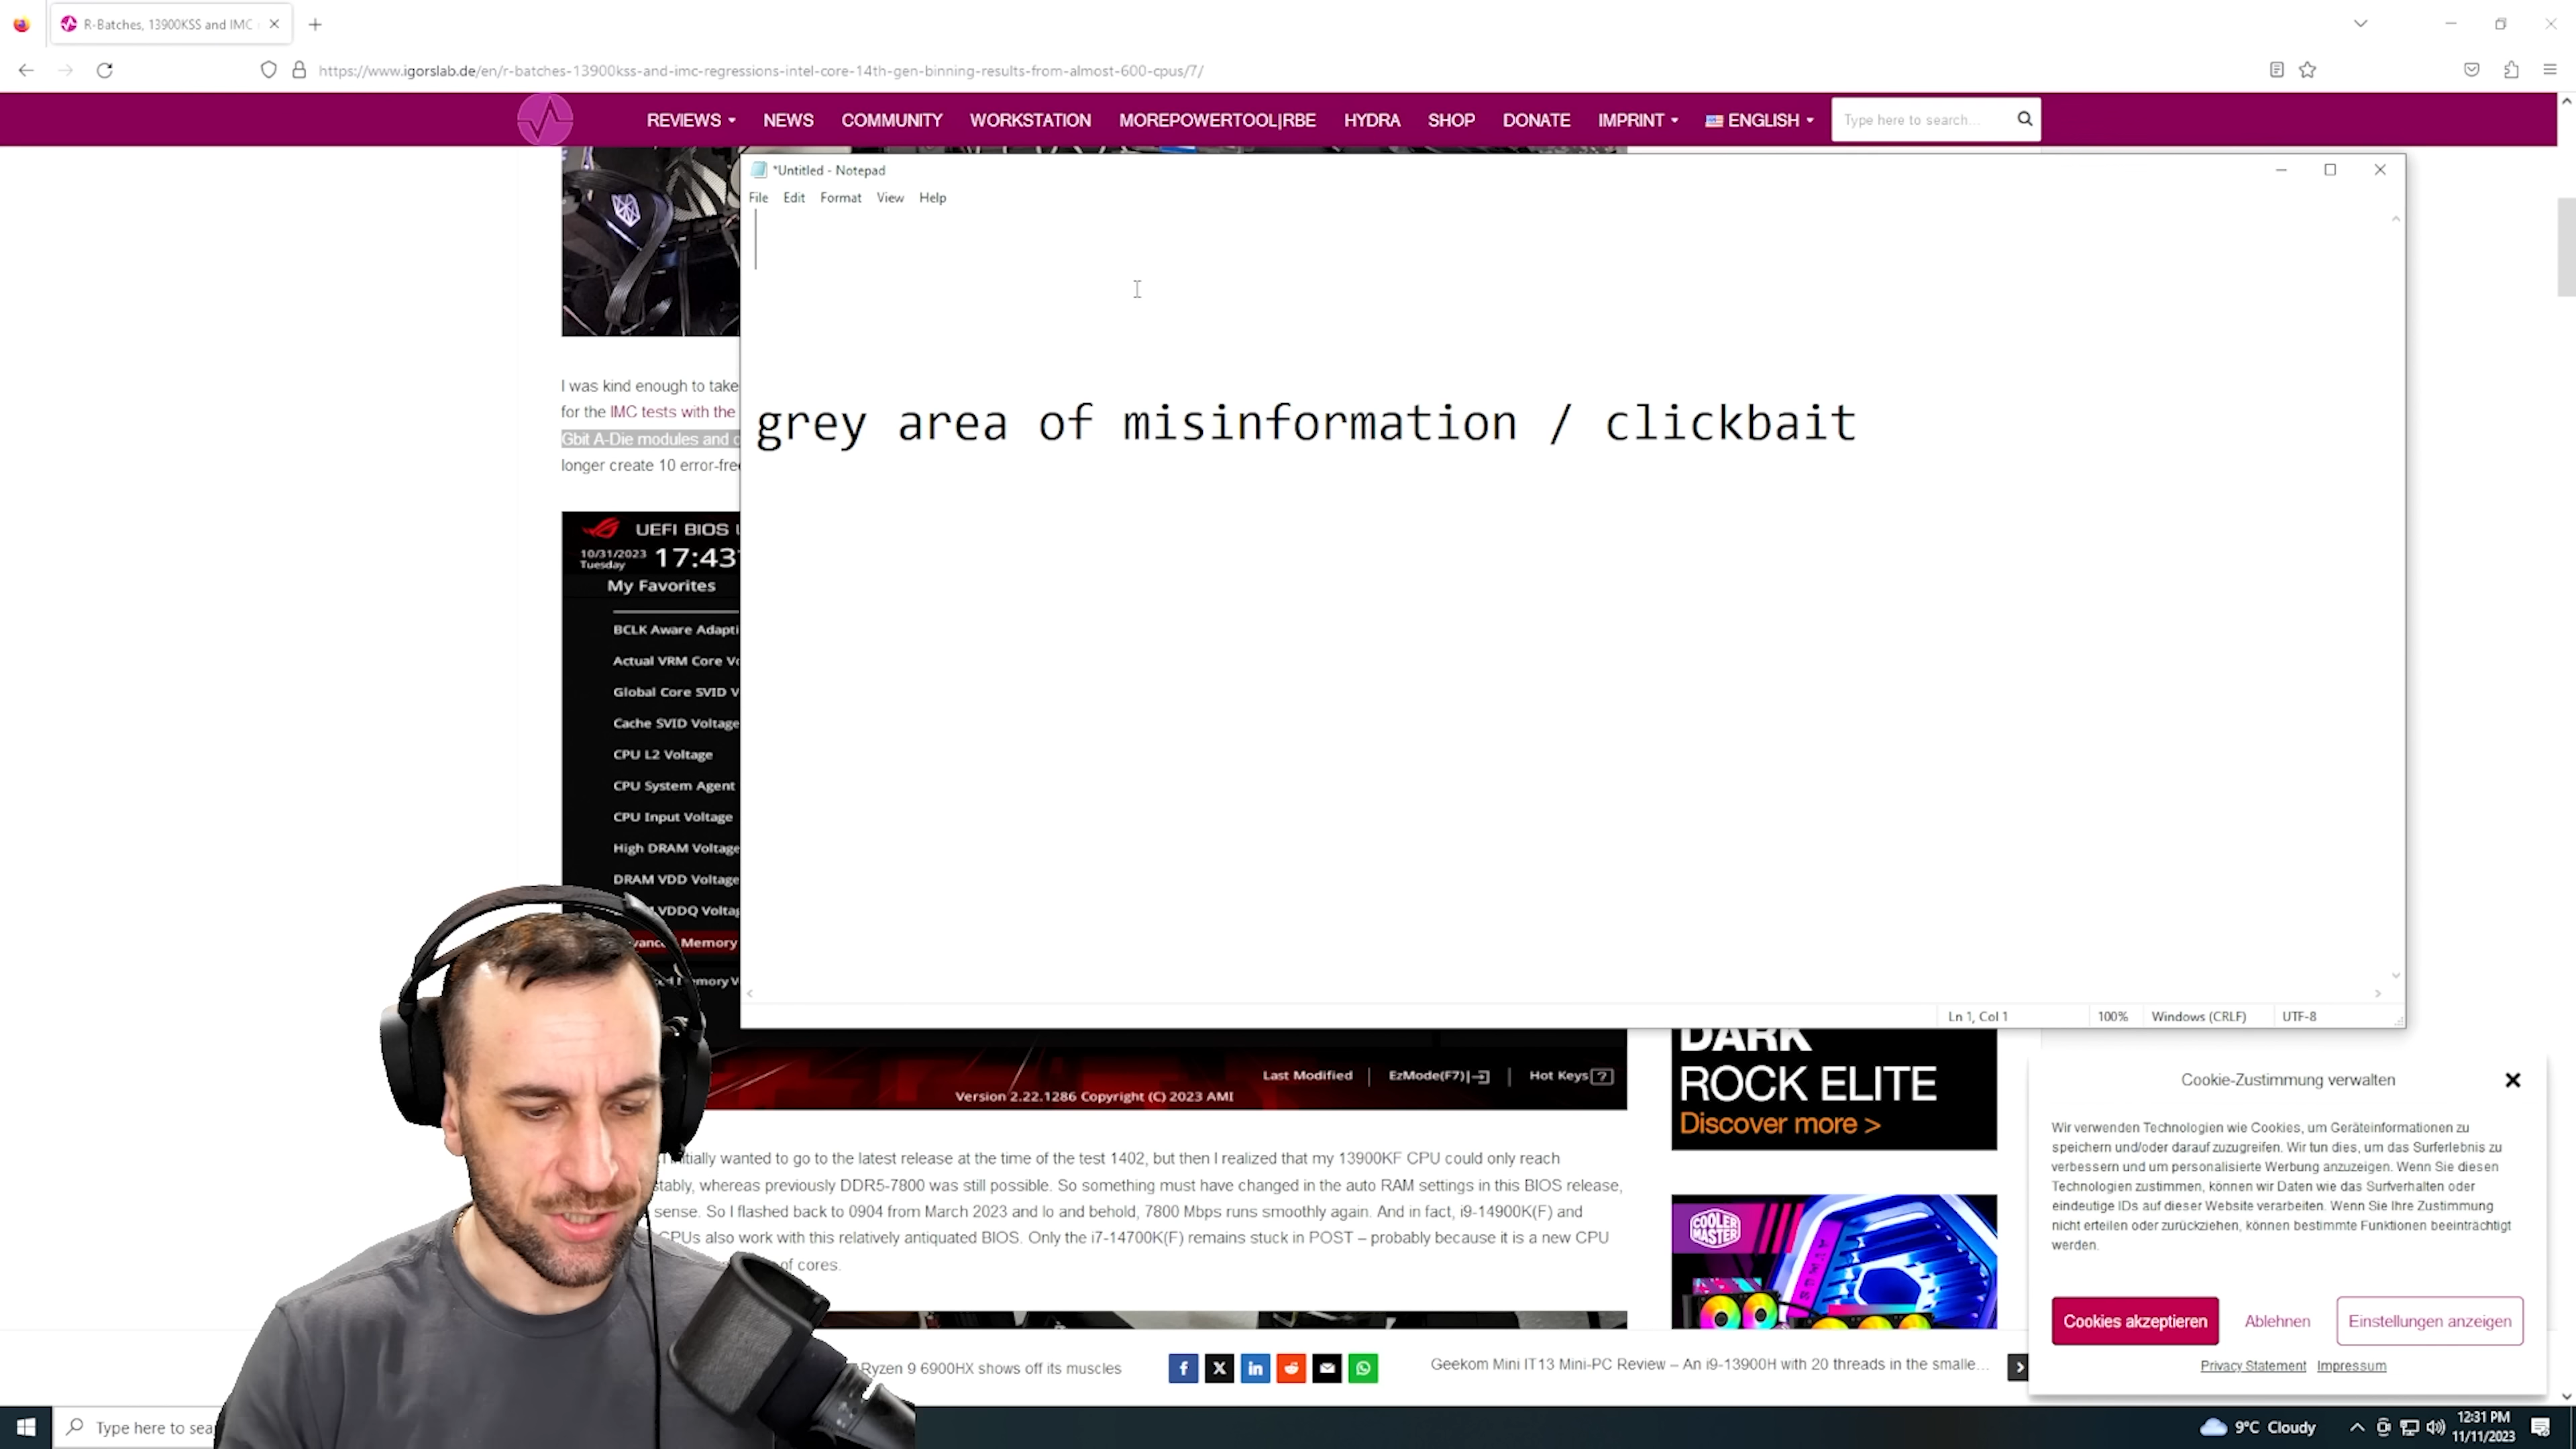 R-Batches, 13900KSS and IMC
https://www.igorslab.de/en/r-batches-13900kss-and-imc-regressions-intel-core-14th-gen-binning-results-from-almost-600-cpus/7/
REVIEWS NEWS COMMUNITY WORKSTATION MOREPOWERTOOL|RBE HYDRA SHOP DONATE IMPRINT ENGLISH Type here to search...
*Untitled - Notepad
File Edit Format View Help
grey area of misinformation / clickbait
Ln 1, Col 1 100% Windows (CRLF) UTF-8
I was kind enough to take
for the IMC tests with the
Gbit A-Die modules and
longer create 10 error-fre
UEFI BIOS
10/31/2023
Tuesday
17:43
My Favorites
BCLK Aware Adapti
Actual VRM Core Vo
Global Core SVID V
Cache SVID Voltage
CPU L2 Voltage
CPU System Agent
CPU Input Voltage
High DRAM Voltage
DRAM VDD Voltage
VDDQ Voltag
Memory
Last Modified EzMode(F7) Hot Keys ?
Version 2.22.1286 Copyright (C) 2023 AMI
initially wanted to go to the latest release at the time of the test 1402, but then I realized that my 13900KF CPU could only reach
stably, whereas previously DDR5-7800 was still possible. So something must have changed in the auto RAM settings in this BIOS release,
sense. So I flashed back to 0904 from March 2023 and lo and behold, 7800 Mbps runs smoothly again. And in fact, i9-14900K(F) and
CPUs also work with this relatively antiquated BIOS. Only the i7-14700K(F) remains stuck in POST – probably because it is a new CPU
of cores.
DARK
ROCK ELITE
Discover more >
COOLER
MASTER
Cookie-Zustimmung verwalten
Wir verwenden Technologien wie Cookies, um Geräteinformationen zu
speichern und/oder darauf zuzugreifen. Wir tun dies, um das Surferlebnis zu
verbessern und um personalisierte Werbung anzuzeigen. Wenn Sie diesen
Technologien zustimmen, können wir Daten wie das Surfverhalten oder
eindeutige IDs auf dieser Website verarbeiten. Wenn Sie Ihre Zustimmung
nicht erteilen oder zurückziehen, können bestimmte Funktionen beeinträchtigt
werden.
Cookies akzeptieren Ablehnen Einstellungen anzeigen
Privacy Statement Impressum
Ryzen 9 6900HX shows off its muscles
Geekom Mini IT13 Mini-PC Review – An i9-13900H with 20 threads in the smalle…
Type here to sea
9°C Cloudy
12:31 PM
11/11/2023